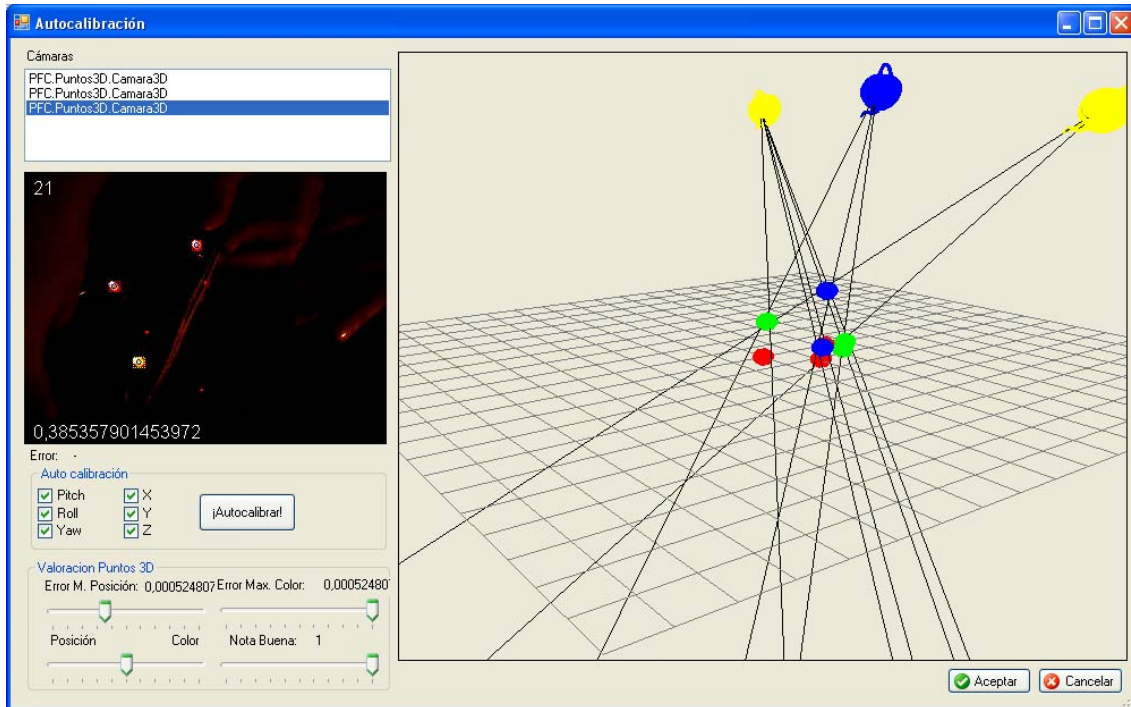 Autocalibración
Cámaras
PFC.Puntos3D.Camara3D
PFC.Puntos3D.Camara3D
PFC.Puntos3D.Camara3D
21
0,385357901453972
Error: -
Auto calibración
Pitch X
Roll Y
Yaw Z
¡Autocalibrar!
Valoracion Puntos 3D
Error M. Posición: 0,000524807 Error Max. Color: 0,00052480
Posición Color Nota Buena: 1
Aceptar Cancelar